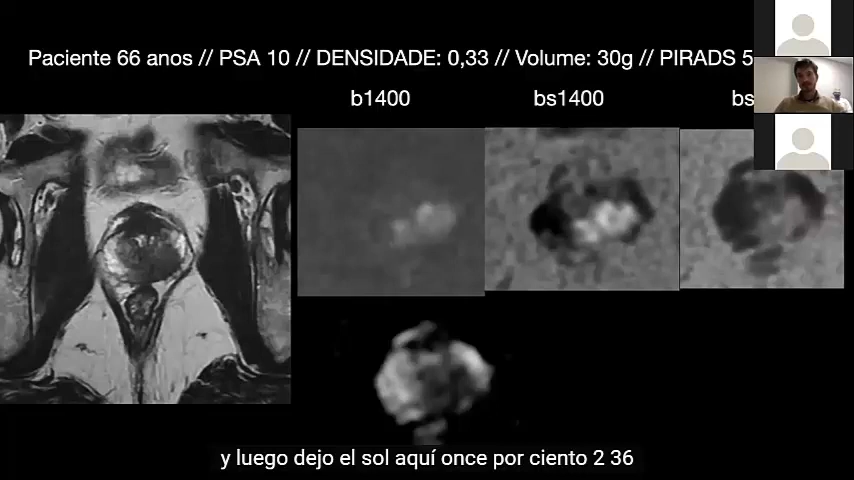 Paciente 66 anos // PSA 10 // DENSIDADE: 0,33 // Volume: 30g // PIRADS 5
b1400
bs1400
bs
y luego dejo el sol aquí once por ciento 2 36